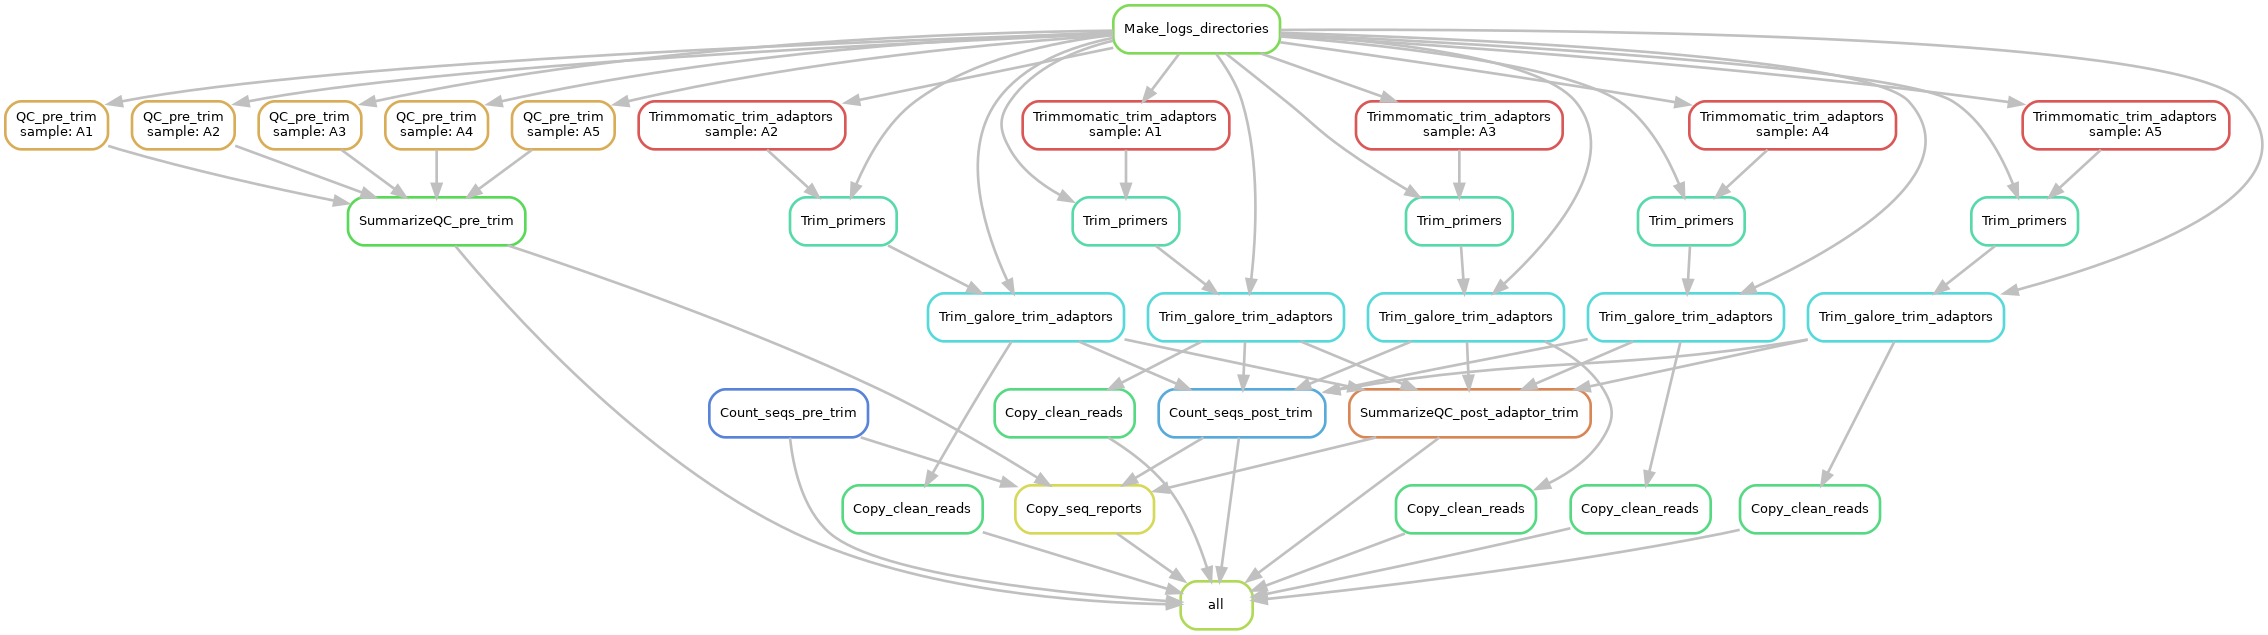 Make_logs_directories
QC_pre_trim
sample: A1
QC_pre_trim
sample: A2
QC_pre_trim
sample: A3
QC_pre_trim
sample: A4
QC_pre_trim
sample: A5
Trimmomatic_trim_adaptors
sample: A2
Trimmomatic_trim_adaptors
sample: A1
Trimmomatic_trim_adaptors
sample: A3
Trimmomatic_trim_adaptors
sample: A4
Trimmomatic_trim_adaptors
sample: A5
SummarizeQC_pre_trim
Trim_primers
Trim_primers
Trim_primers
Trim_primers
Trim_primers
Trim_galore_trim_adaptors
Trim_galore_trim_adaptors
Trim_galore_trim_adaptors
Trim_galore_trim_adaptors
Trim_galore_trim_adaptors
Count_seqs_pre_trim
Copy_clean_reads
Count_seqs_post_trim
SummarizeQC_post_adaptor_trim
Copy_clean_reads
Copy_seq_reports
Copy_clean_reads
Copy_clean_reads
Copy_clean_reads
all